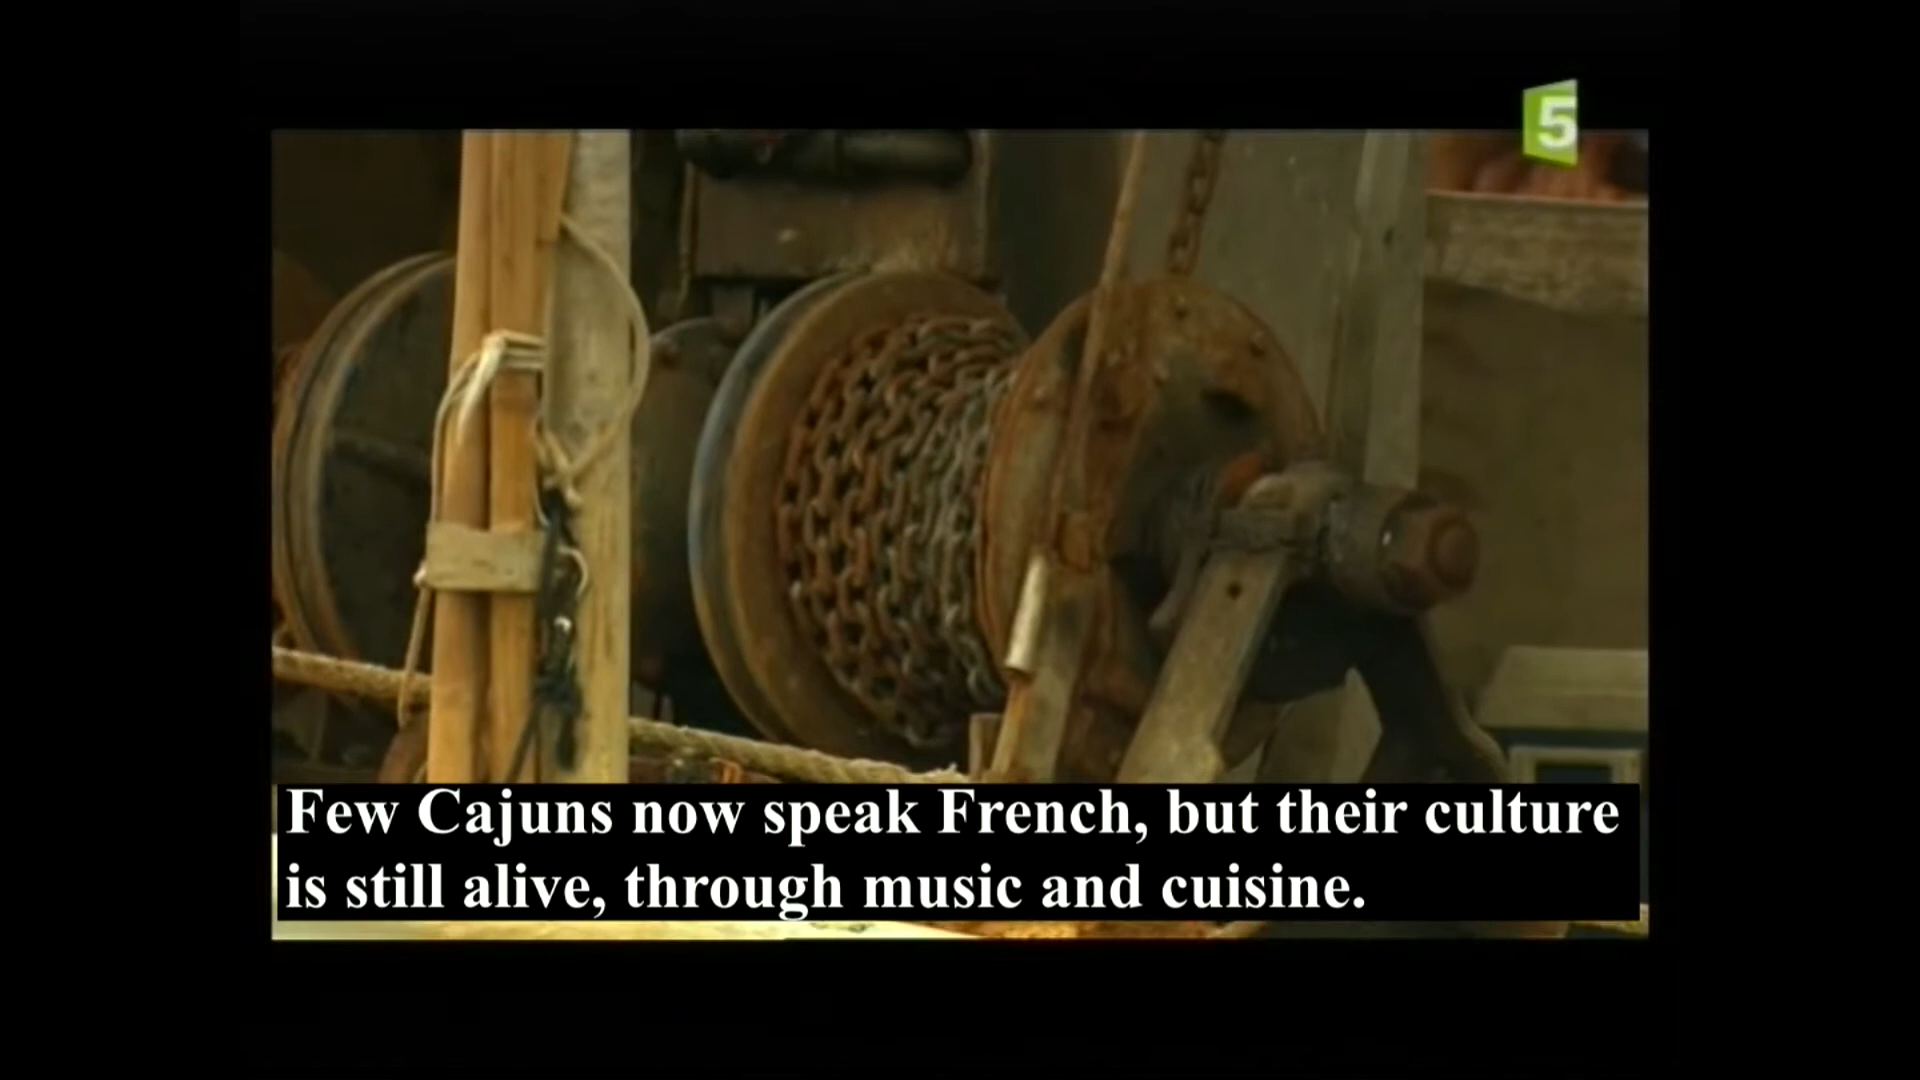 5
Few Cajuns now speak French, but their culture
is still alive, through music and cuisine.